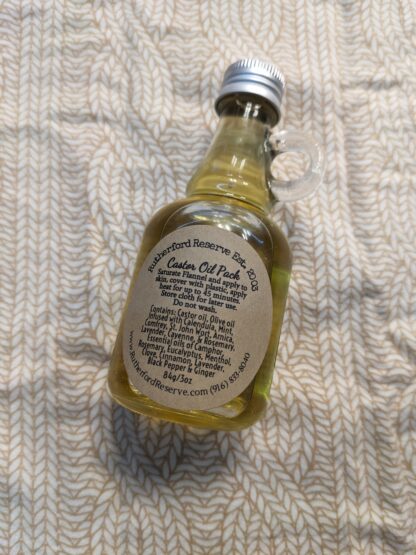 Rutherford Reserve Est. 2003
Castor Oil Pack
Saturate Flannel and apply to
skin, cover with plastic, apply
heat for up to 45 minutes.
Store cloth for later use.
Do not wash.
Contains: Castor oil, Olive oil
infused with Calendula, Mint,
Comfrey, St. John Wort, Arnica,
Lavender, Cayenne, & Rosemary,
Essential oils of Camphor,
Rosemary, Eucalyptus, Menthol,
Clove, Cinnamon, Lavender,
Black Pepper & Ginger
84g/3oz
www.RutherfordReserve.com (916) 833-8040